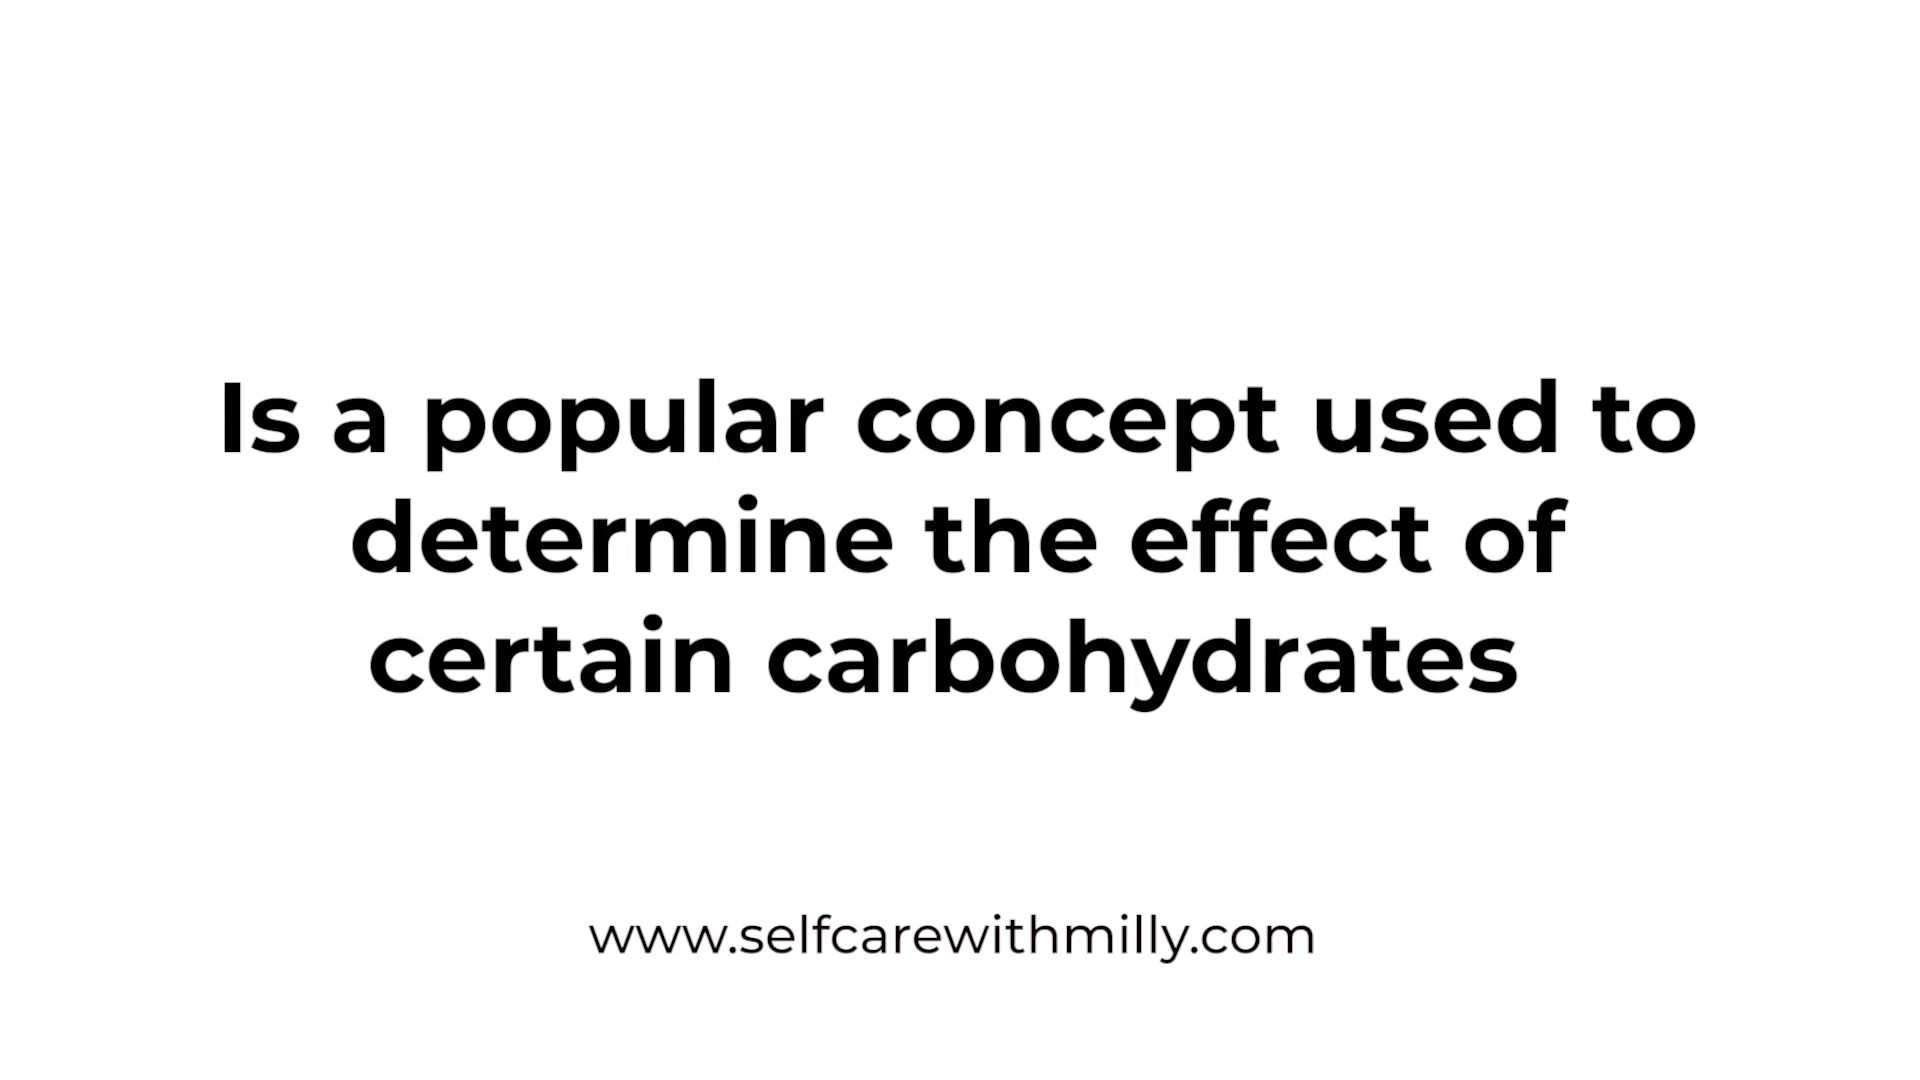 Is a popular concept used to
determine the effect of
certain carbohydrates
www.selfcarewithmilly.com